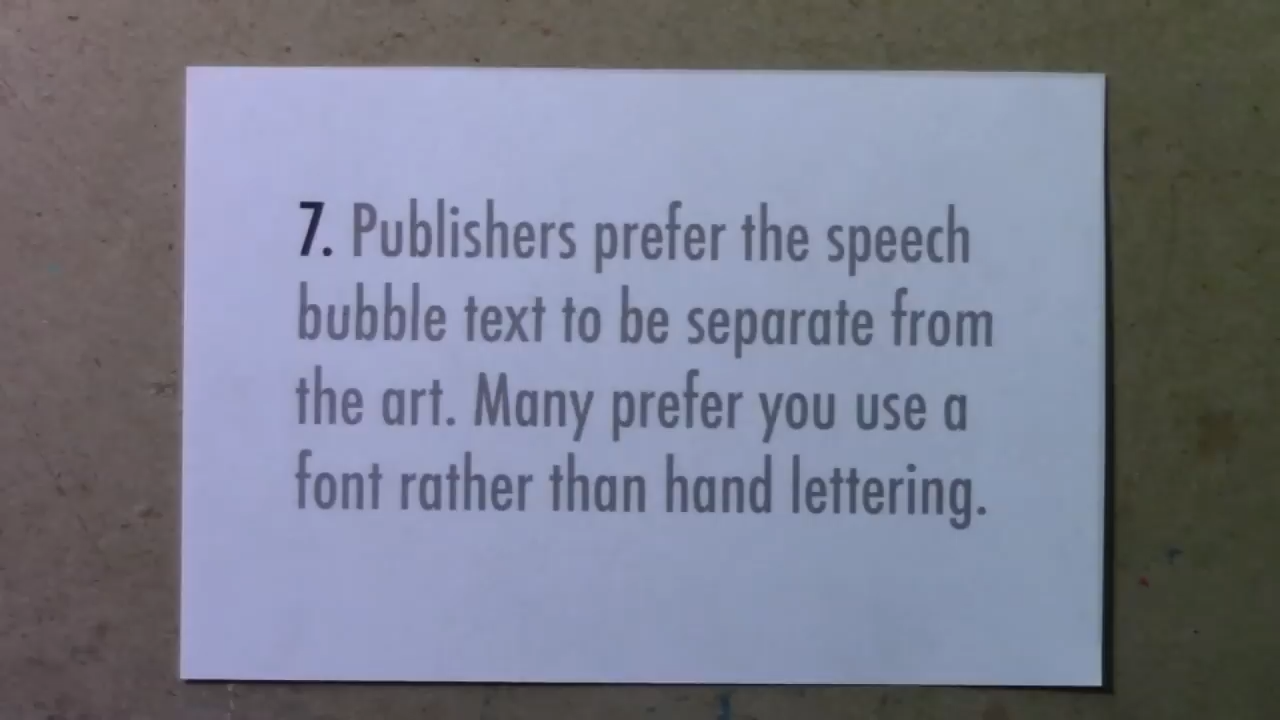 7. Publishers prefer the speech
bubble text to be separate from
the art. Many prefer you use a
font rather than hand lettering.